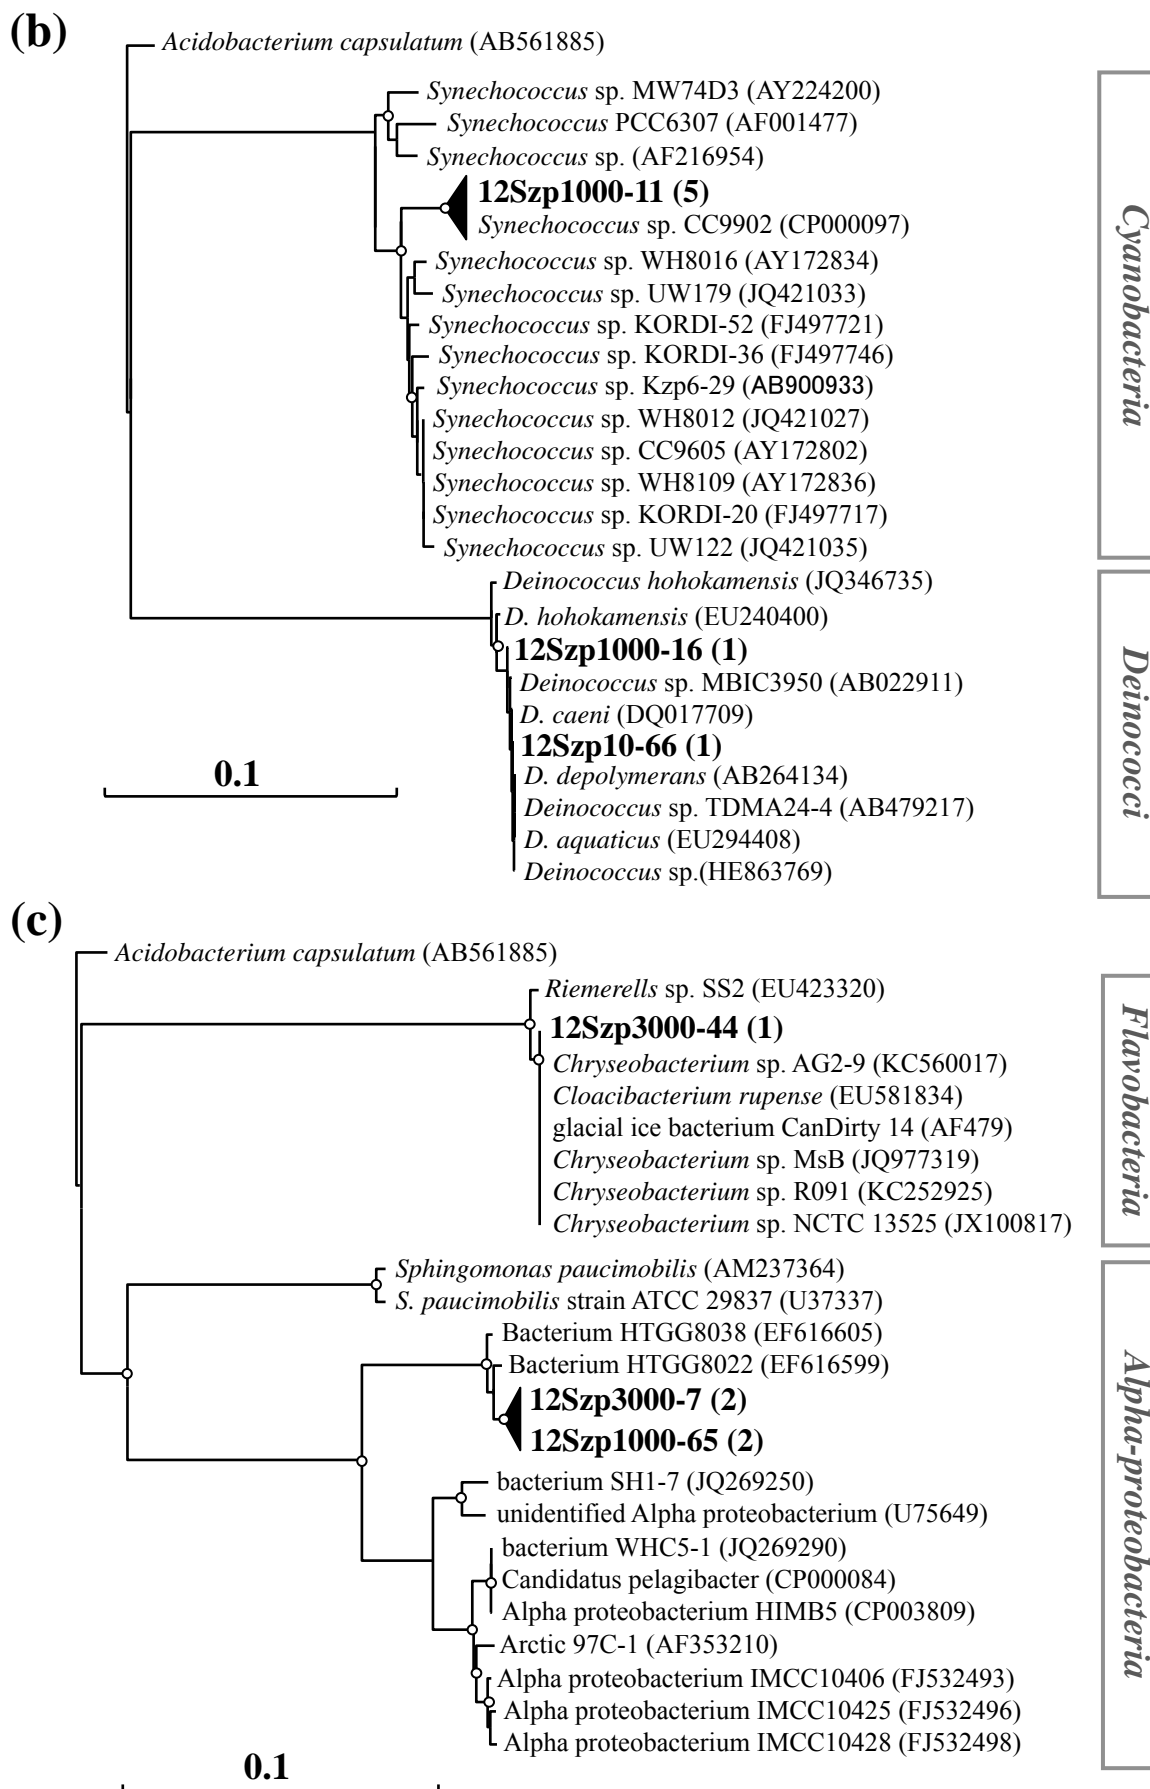 (b)
Acidobacterium capsulatum (AB561885)
Synechococcus sp. MW74D3 (AY224200)
Synechococcus PCC6307 (AF001477)
Synechococcus sp. (AF216954)
12Szp1000-11 (5)
Synechococcus sp. CC9902 (CP000097)
Synechococcus sp. WH8016 (AY172834)
Synechococcus sp. UW179 (JQ421033)
Synechococcus sp. KORDI-52 (FJ497721)
Synechococcus sp. KORDI-36 (FJ497746)
Synechococcus sp. Kzp6-29 (AB900933)
Synechococcus sp. WH8012 (JQ421027)
Synechococcus sp. CC9605 (AY172802)
Synechococcus sp. WH8109 (AY172836)
Synechococcus sp. KORDI-20 (FJ497717)
Synechococcus sp. UW122 (JQ421035)
Cyanobacteria
Deinococcus hohokamensis (JQ346735)
D. hohokamensis (EU240400)
12Szp1000-16 (1)
Deinococcus sp. MBIC3950 (AB022911)
D. caeni (DQ017709)
12Szp10-66 (1)
D. depolymerans (AB264134)
Deinococcus sp. TDMA24-4 (AB479217)
D. aquaticus (EU294408)
Deinococcus sp.(HE863769)
Deinococci
0.1
(c)
Acidobacterium capsulatum (AB561885)
Riemerells sp. SS2 (EU423320)
12Szp3000-44 (1)
Chryseobacterium sp. AG2-9 (KC560017)
Cloacibacterium rupense (EU581834)
glacial ice bacterium CanDirty 14 (AF479)
Chryseobacterium sp. MsB (JQ977319)
Chryseobacterium sp. R091 (KC252925)
Chryseobacterium sp. NCTC 13525 (JX100817)
Flavobacteria
Sphingomonas paucimobilis (AM237364)
S. paucimobilis strain ATCC 29837 (U37337)
Bacterium HTGG8038 (EF616605)
Bacterium HTGG8022 (EF616599)
12Szp3000-7 (2)
12Szp1000-65 (2)
bacterium SH1-7 (JQ269250)
unidentified Alpha proteobacterium (U75649)
bacterium WHC5-1 (JQ269290)
Candidatus pelagibacter (CP000084)
Alpha proteobacterium HIMB5 (CP003809)
Arctic 97C-1 (AF353210)
Alpha proteobacterium IMCC10406 (FJ532493)
Alpha proteobacterium IMCC10425 (FJ532496)
Alpha proteobacterium IMCC10428 (FJ532498)
Alpha-proteobacteria
0.1